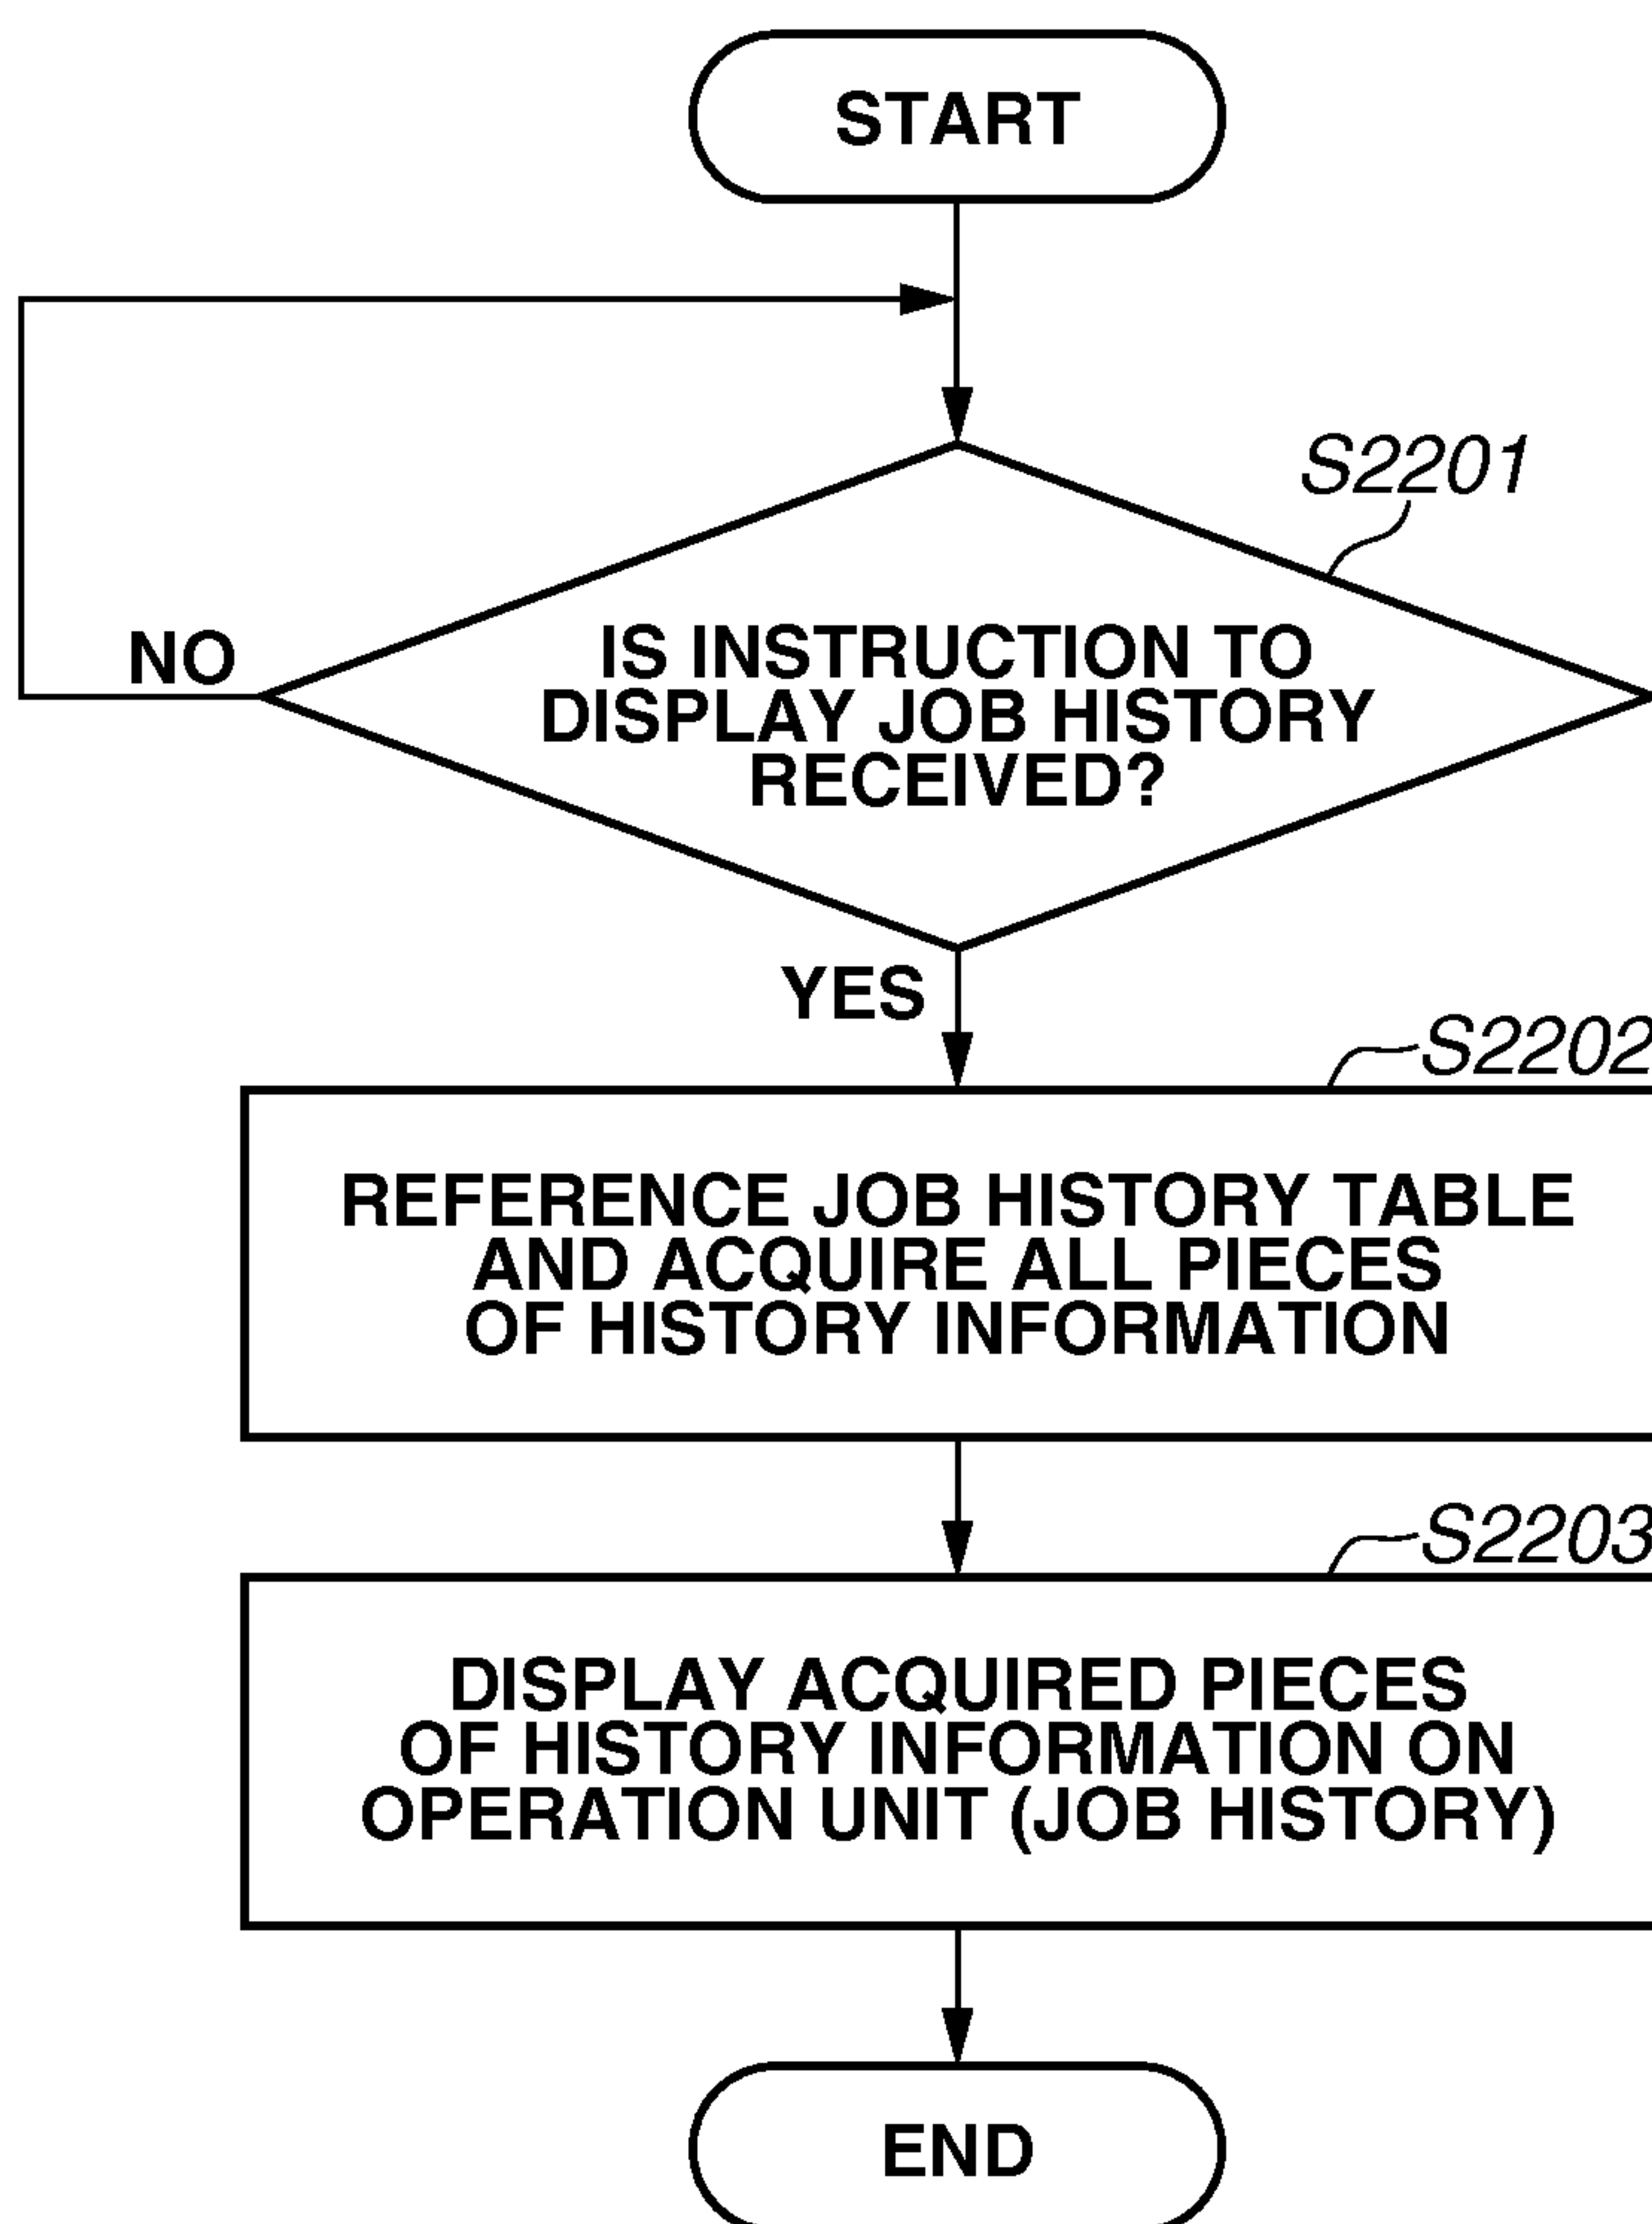 START
S2201
NO
IS INSTRUCTION TO
DISPLAY JOB HISTORY
RECEIVED?
YES
S2202
REFERENCE JOB HISTORY TABLE
AND ACQUIRE ALL PIECES
OF HISTORY INFORMATION
S2203
DISPLAY ACQUIRED PIECES
OF HISTORY INFORMATION ON
OPERATION UNIT (JOB HISTORY)
END